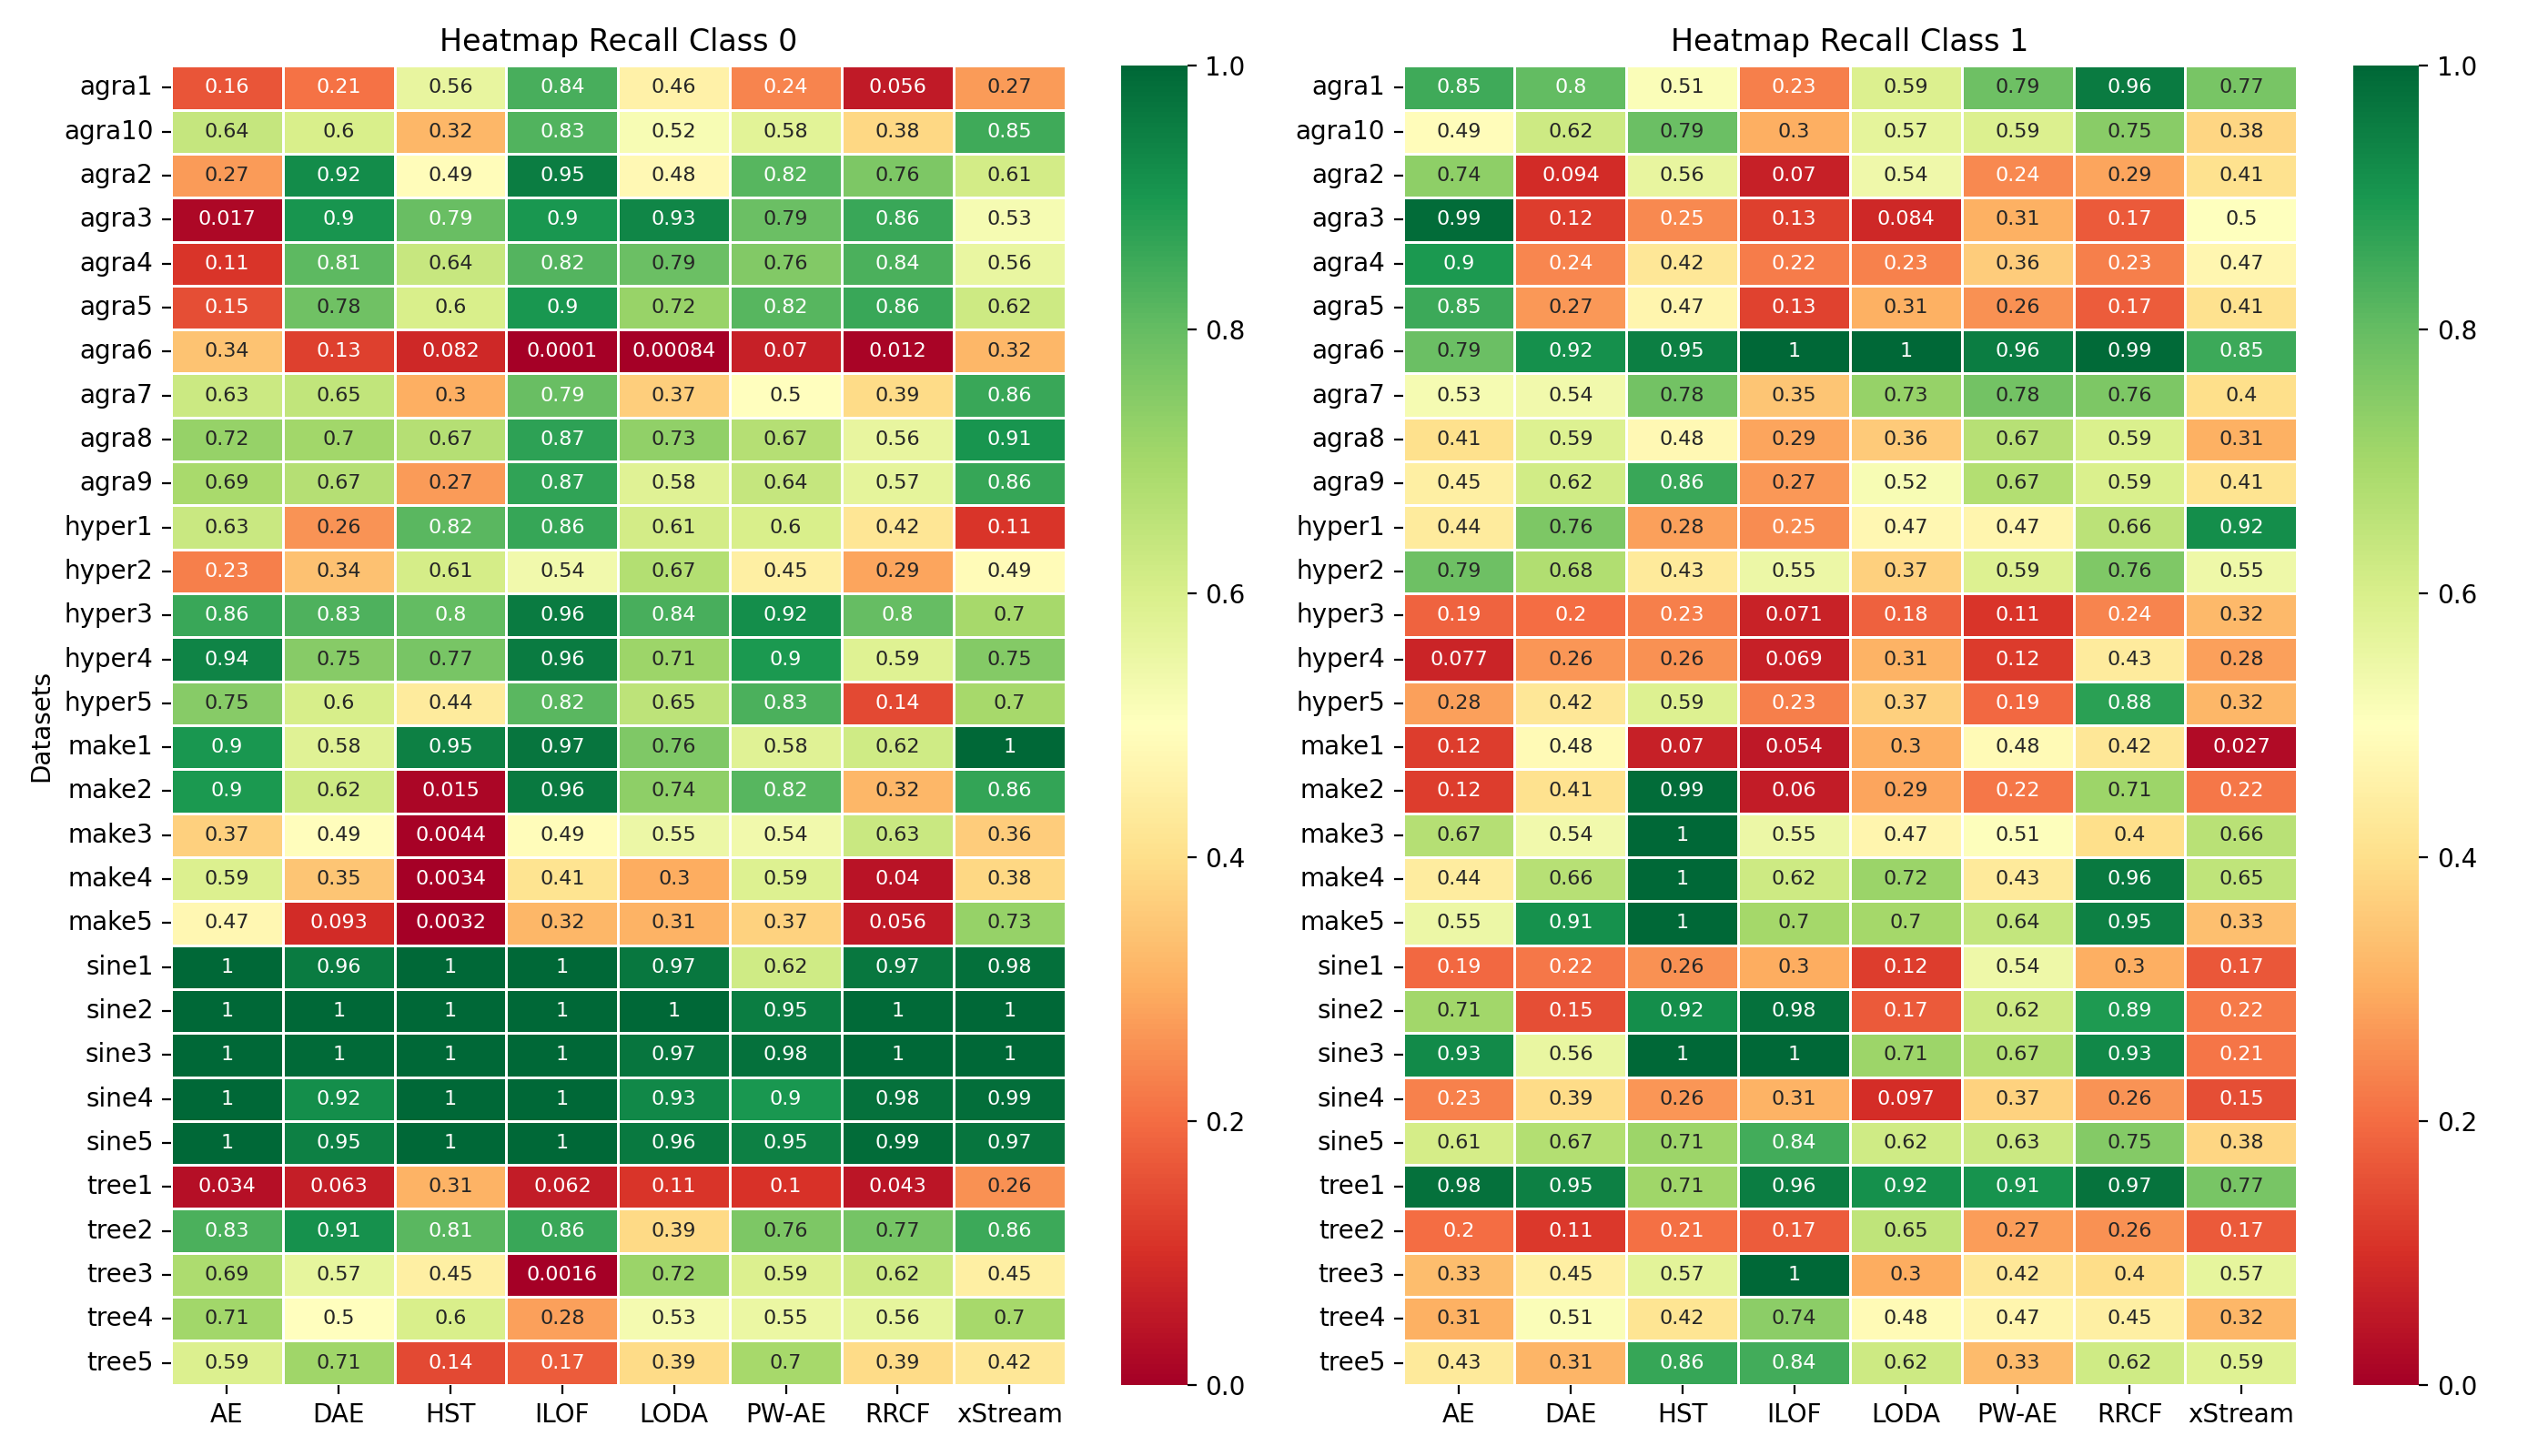 Heatmap Recall Class 0
agra1 0.16 0.21 0.56 0.84 0.46 0.24 0.056 0.27
agra10 0.64 0.6 0.32 0.83 0.52 0.58 0.38 0.85
agra2 0.27 0.92 0.49 0.95 0.48 0.82 0.76 0.61
agra3 0.017 0.9 0.79 0.9 0.93 0.79 0.86 0.53
agra4 0.11 0.81 0.64 0.82 0.79 0.76 0.84 0.56
agra5 0.15 0.78 0.6 0.9 0.72 0.82 0.86 0.62
agra6 0.34 0.13 0.082 0.0001 0.00084 0.07 0.012 0.32
agra7 0.63 0.65 0.3 0.79 0.37 0.5 0.39 0.86
agra8 0.72 0.7 0.67 0.87 0.73 0.67 0.56 0.91
agra9 0.69 0.67 0.27 0.87 0.58 0.64 0.57 0.86
hyper1 0.63 0.26 0.82 0.86 0.61 0.6 0.42 0.11
hyper2 0.23 0.34 0.61 0.54 0.67 0.45 0.29 0.49
hyper3 0.86 0.83 0.8 0.96 0.84 0.92 0.8 0.7
hyper4 0.94 0.75 0.77 0.96 0.71 0.9 0.59 0.75
hyper5 0.75 0.6 0.44 0.82 0.65 0.83 0.14 0.7
make1 0.9 0.58 0.95 0.97 0.76 0.58 0.62 1
make2 0.9 0.62 0.015 0.96 0.74 0.82 0.32 0.86
make3 0.37 0.49 0.0044 0.49 0.55 0.54 0.63 0.36
make4 0.59 0.35 0.0034 0.41 0.3 0.59 0.04 0.38
make5 0.47 0.093 0.0032 0.32 0.31 0.37 0.056 0.73
sine1 1 0.96 1 1 0.97 0.62 0.97 0.98
sine2 1 1 1 1 1 0.95 1 1
sine3 1 1 1 1 0.97 0.98 1 1
sine4 1 0.92 1 1 0.93 0.9 0.98 0.99
sine5 1 0.95 1 1 0.96 0.95 0.99 0.97
tree1 0.034 0.063 0.31 0.062 0.11 0.1 0.043 0.26
tree2 0.83 0.91 0.81 0.86 0.39 0.76 0.77 0.86
tree3 0.69 0.57 0.45 0.0016 0.72 0.59 0.62 0.45
tree4 0.71 0.5 0.6 0.28 0.53 0.55 0.56 0.7
tree5 0.59 0.71 0.14 0.17 0.39 0.7 0.39 0.42
AE DAE HST ILOF LODA PW-AE RRCF xStream
Datasets
1.0
0.8
0.6
0.4
0.2
0.0
Heatmap Recall Class 1
agra1 0.85 0.8 0.51 0.23 0.59 0.79 0.96 0.77
agra10 0.49 0.62 0.79 0.3 0.57 0.59 0.75 0.38
agra2 0.74 0.094 0.56 0.07 0.54 0.24 0.29 0.41
agra3 0.99 0.12 0.25 0.13 0.084 0.31 0.17 0.5
agra4 0.9 0.24 0.42 0.22 0.23 0.36 0.23 0.47
agra5 0.85 0.27 0.47 0.13 0.31 0.26 0.17 0.41
agra6 0.79 0.92 0.95 1 1 0.96 0.99 0.85
agra7 0.53 0.54 0.78 0.35 0.73 0.78 0.76 0.4
agra8 0.41 0.59 0.48 0.29 0.36 0.67 0.59 0.31
agra9 0.45 0.62 0.86 0.27 0.52 0.67 0.59 0.41
hyper1 0.44 0.76 0.28 0.25 0.47 0.47 0.66 0.92
hyper2 0.79 0.68 0.43 0.55 0.37 0.59 0.76 0.55
hyper3 0.19 0.2 0.23 0.071 0.18 0.11 0.24 0.32
hyper4 0.077 0.26 0.26 0.069 0.31 0.12 0.43 0.28
hyper5 0.28 0.42 0.59 0.23 0.37 0.19 0.88 0.32
make1 0.12 0.48 0.07 0.054 0.3 0.48 0.42 0.027
make2 0.12 0.41 0.99 0.06 0.29 0.22 0.71 0.22
make3 0.67 0.54 1 0.55 0.47 0.51 0.4 0.66
make4 0.44 0.66 1 0.62 0.72 0.43 0.96 0.65
make5 0.55 0.91 1 0.7 0.7 0.64 0.95 0.33
sine1 0.19 0.22 0.26 0.3 0.12 0.54 0.3 0.17
sine2 0.71 0.15 0.92 0.98 0.17 0.62 0.89 0.22
sine3 0.93 0.56 1 1 0.71 0.67 0.93 0.21
sine4 0.23 0.39 0.26 0.31 0.097 0.37 0.26 0.15
sine5 0.61 0.67 0.71 0.84 0.62 0.63 0.75 0.38
tree1 0.98 0.95 0.71 0.96 0.92 0.91 0.97 0.77
tree2 0.2 0.11 0.21 0.17 0.65 0.27 0.26 0.17
tree3 0.33 0.45 0.57 1 0.3 0.42 0.4 0.57
tree4 0.31 0.51 0.42 0.74 0.48 0.47 0.45 0.32
tree5 0.43 0.31 0.86 0.84 0.62 0.33 0.62 0.59
AE DAE HST ILOF LODA PW-AE RRCF xStream
1.0
0.8
0.6
0.4
0.2
0.0